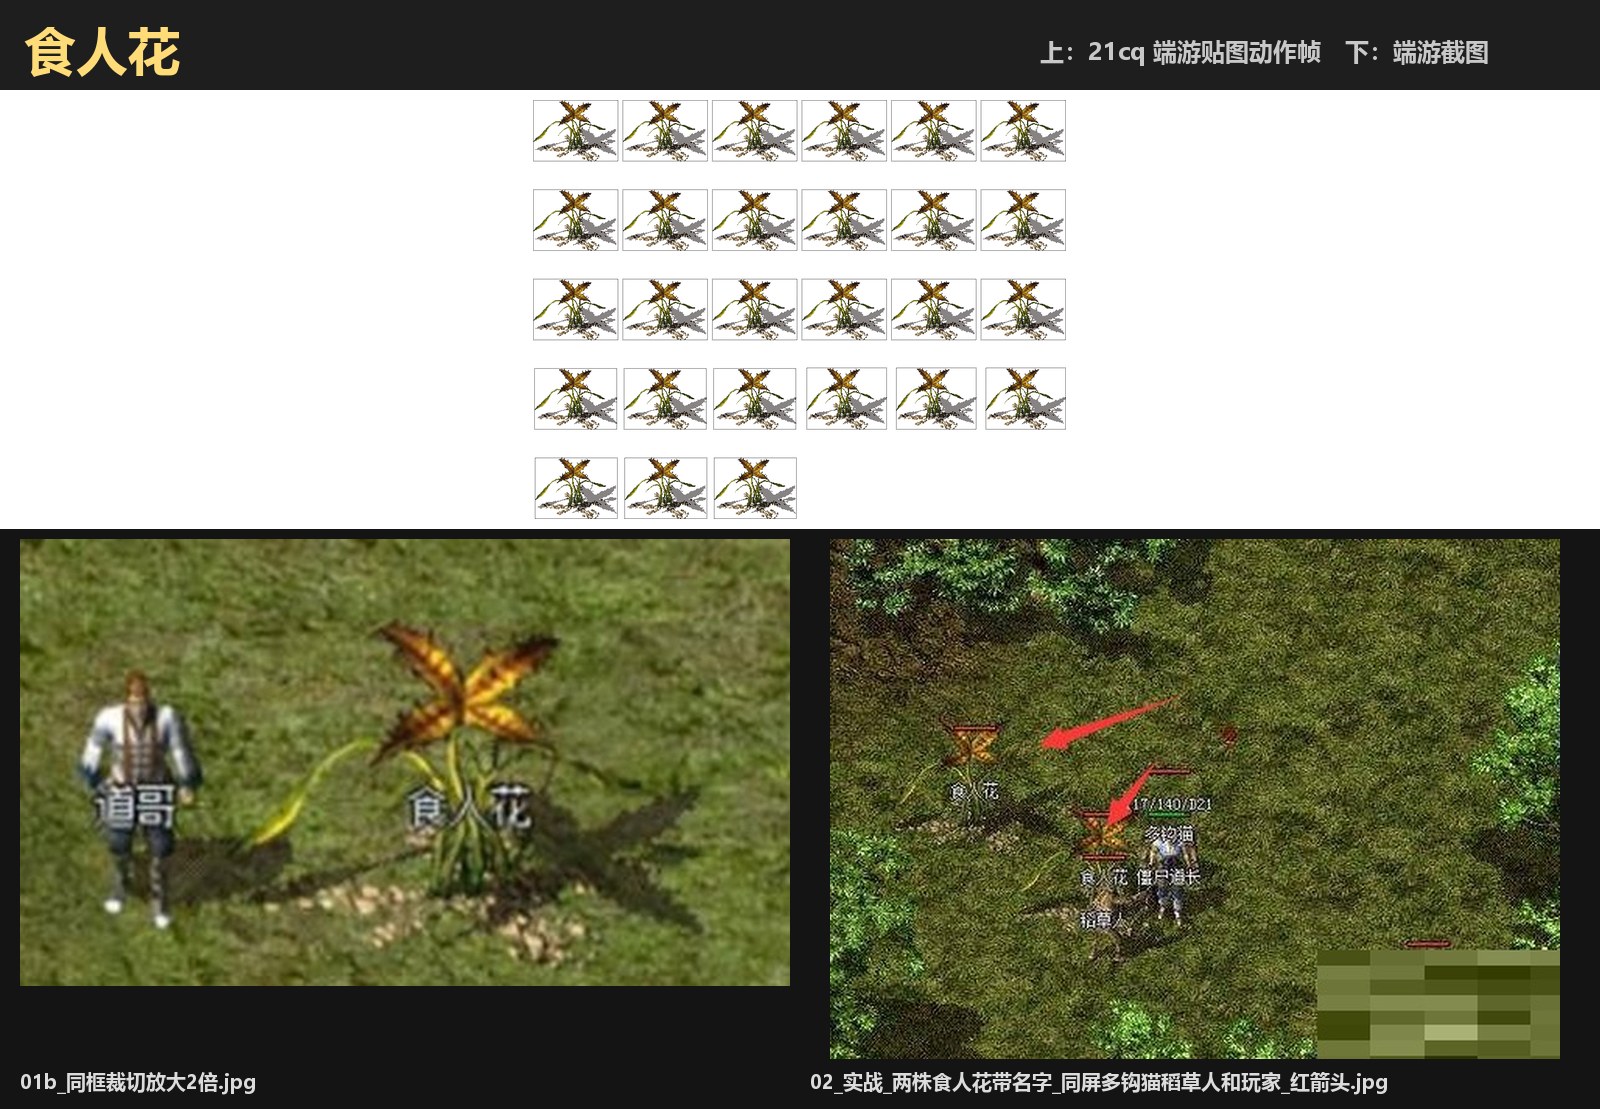 食人花
上：21cq 端游贴图动作帧 下：端游截图
道哥
食人花
食人花
17/140/D21
多钩猫
食人花
僵尸道长
稻草人
01b_同框裁切放大2倍.jpg
02_实战_两株食人花带名字_同屏多钩猫稻草人和玩家_红箭头.jpg